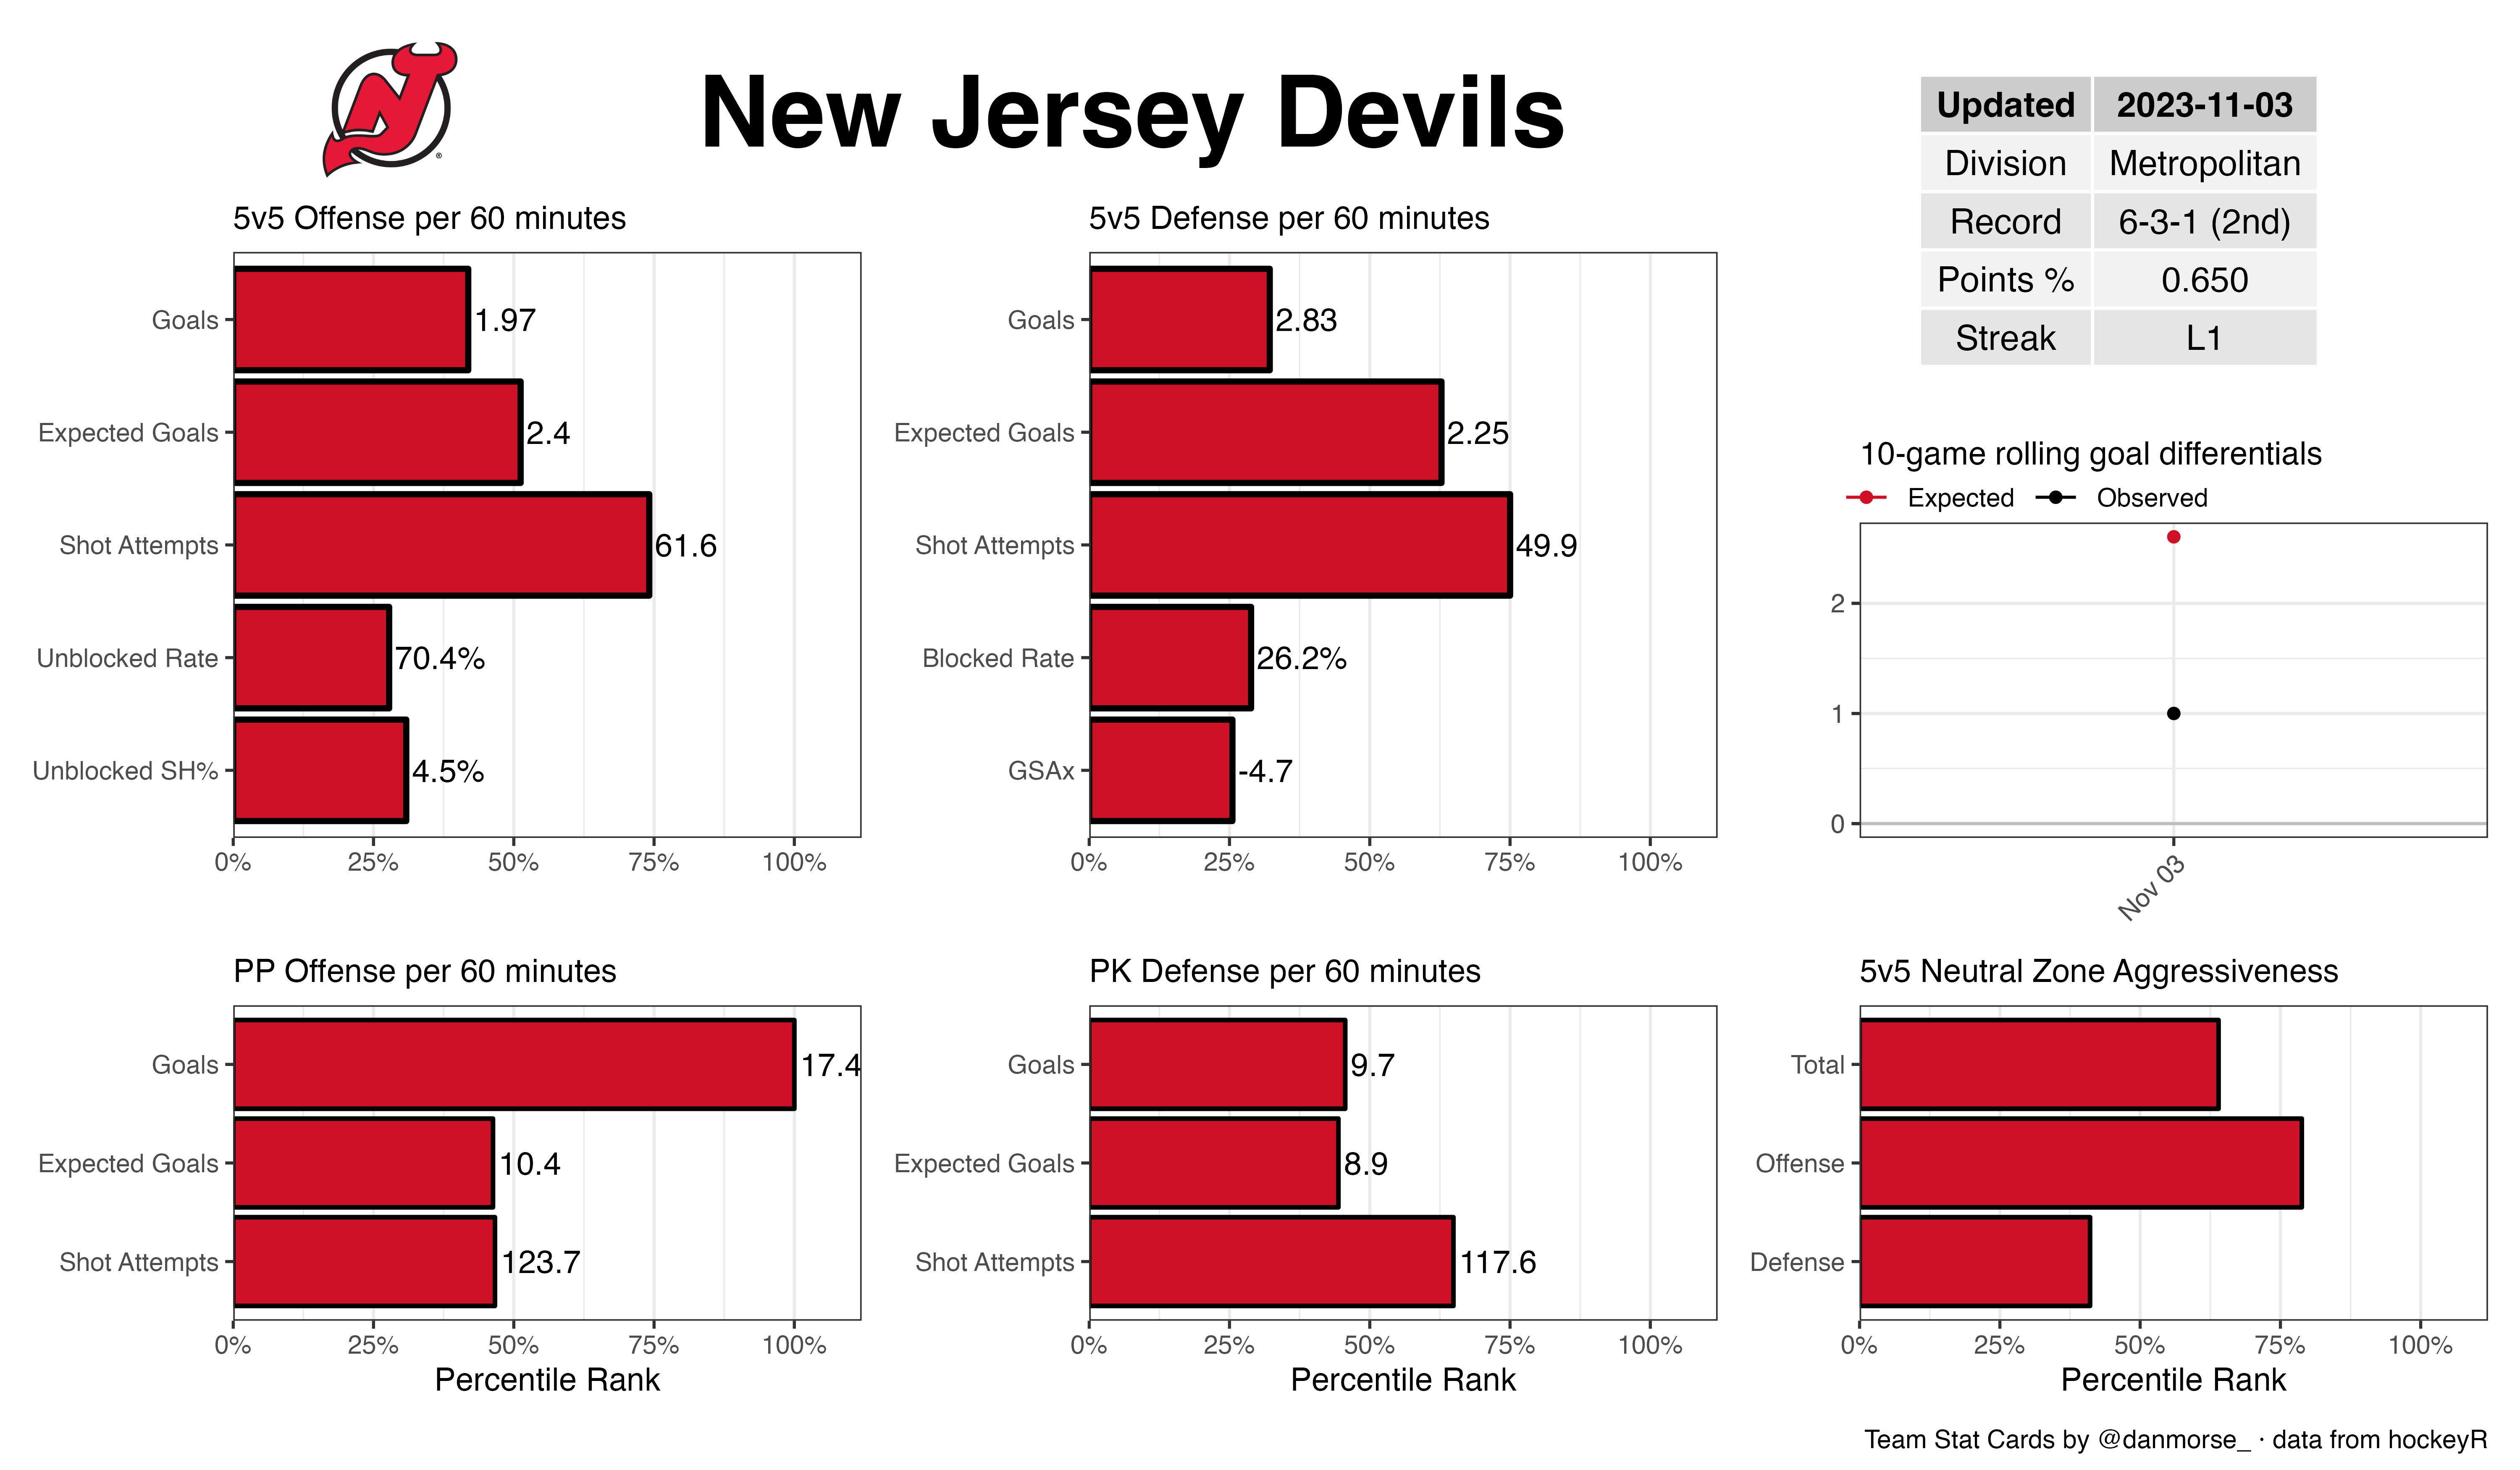 New Jersey Devils
Updated 2023-11-03
Division Metropolitan
Record 6-3-1 (2nd)
Points % 0.650
Streak L1
5v5 Offense per 60 minutes
Goals 1.97
Expected Goals 2.4
Shot Attempts 61.6
Unblocked Rate 70.4%
Unblocked SH% 4.5%
0% 25% 50% 75% 100%
5v5 Defense per 60 minutes
Goals 2.83
Expected Goals 2.25
Shot Attempts 49.9
Blocked Rate 26.2%
GSAx -4.7
0% 25% 50% 75% 100%
10-game rolling goal differentials
Expected Observed
2
1
0
Nov 03
PP Offense per 60 minutes
Goals 17.4
Expected Goals 10.4
Shot Attempts 123.7
0% 25% 50% 75% 100%
Percentile Rank
PK Defense per 60 minutes
Goals 9.7
Expected Goals 8.9
Shot Attempts 117.6
0% 25% 50% 75% 100%
Percentile Rank
5v5 Neutral Zone Aggressiveness
Total
Offense
Defense
0% 25% 50% 75% 100%
Percentile Rank
Team Stat Cards by @danmorse_ · data from hockeyR